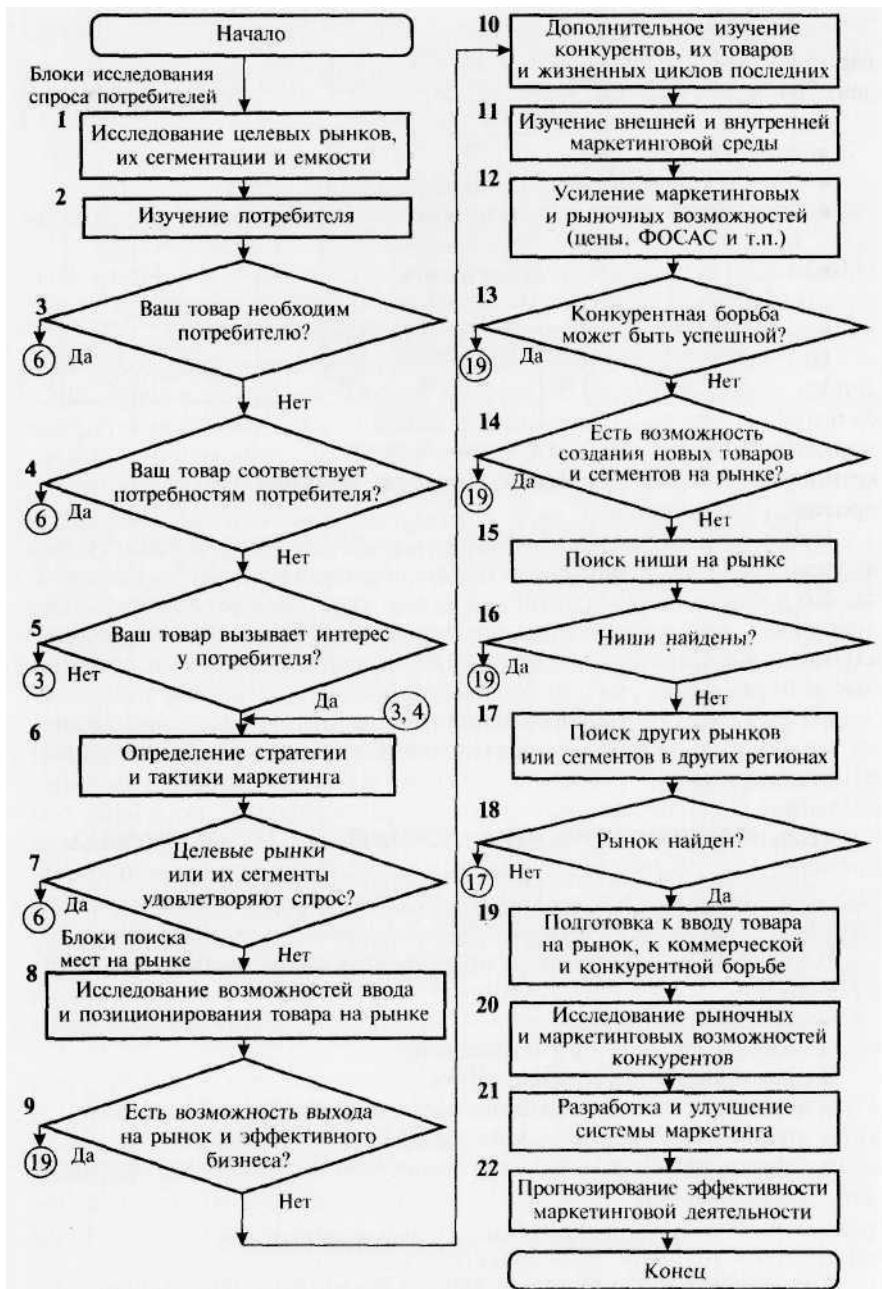 Начало
Блоки исследования
спроса потребителей
1
Исследование целевых рынков,
их сегментации и емкости
2
Изучение потребителя
3
Ваш товар необходим
потребителю?
6
Да
Нет
4
Ваш товар соответствует
потребностям потребителя?
6
Да
Нет
5
Ваш товар вызывает интерес
у потребителя?
3
Нет
Да
3, 4
6
Определение стратегии
и тактики маркетинга
7
Целевые рынки
или их сегменты
удовлетворяют спрос?
6
Да
Блоки поиска
мест на рынке
Нет
8
Исследование возможностей ввода
и позиционирования товара на рынке
9
Есть возможность выхода
на рынок и эффективного
бизнеса?
19
Да
Нет
10
Дополнительное изучение
конкурентов, их товаров
и жизненных циклов последних
11
Изучение внешней и внутренней
маркетинговой среды
12
Усиление маркетинговых
и рыночных возможностей
(цены, ФОСАС и т.п.)
13
Конкурентная борьба
может быть успешной?
19
Да
Нет
14
Есть возможность
создания новых товаров
и сегментов на рынке?
19
Да
Нет
15
Поиск ниши на рынке
16
Ниши найдены?
19
Да
Нет
17
Поиск других рынков
или сегментов в других регионах
18
Рынок найден?
17
Нет
Да
19
Подготовка к вводу товара
на рынок, к коммерческой
и конкурентной борьбе
20
Исследование рыночных
и маркетинговых возможностей
конкурентов
21
Разработка и улучшение
системы маркетинга
22
Прогнозирование эффективности
маркетинговой деятельности
Конец